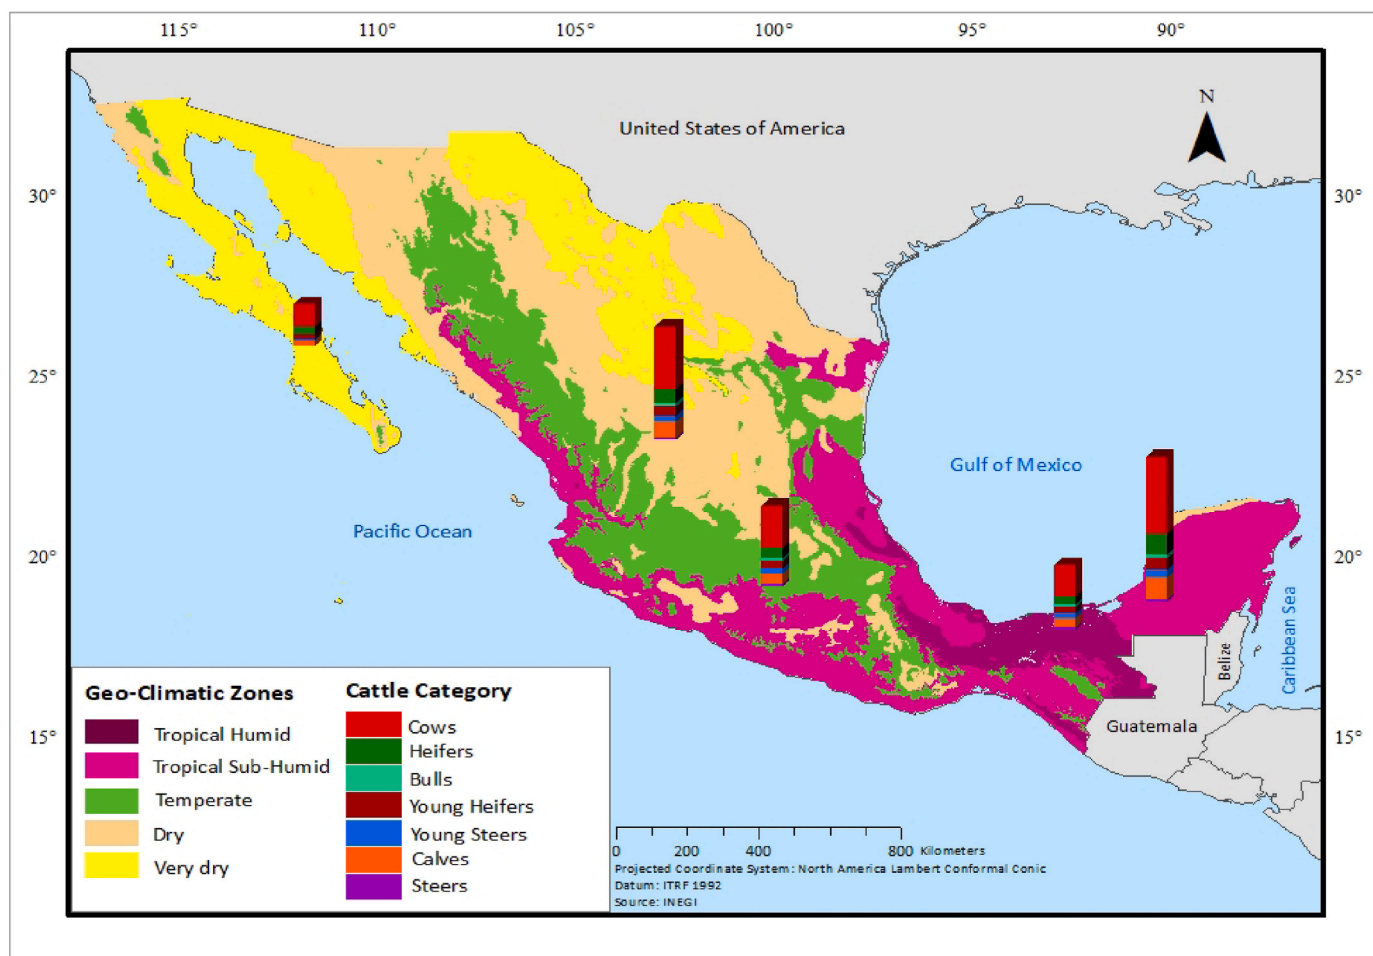 115° 110° 105° 100° 95° 90°
N
United States of America
30° 30°
25° 25°
Gulf of Mexico
Pacific Ocean
20° 20°
Caribbean Sea
Belize
Guatemala
15° 15°
Geo-Climatic Zones
Tropical Humid
Tropical Sub-Humid
Temperate
Dry
Very dry
Cattle Category
Cows
Heifers
Bulls
Young Heifers
Young Steers
Calves
Steers
0 200 400 800 Kilometers
Projected Coordinate System: North America Lambert Conformal Conic
Datum: ITRF 1992
Source: INEGI